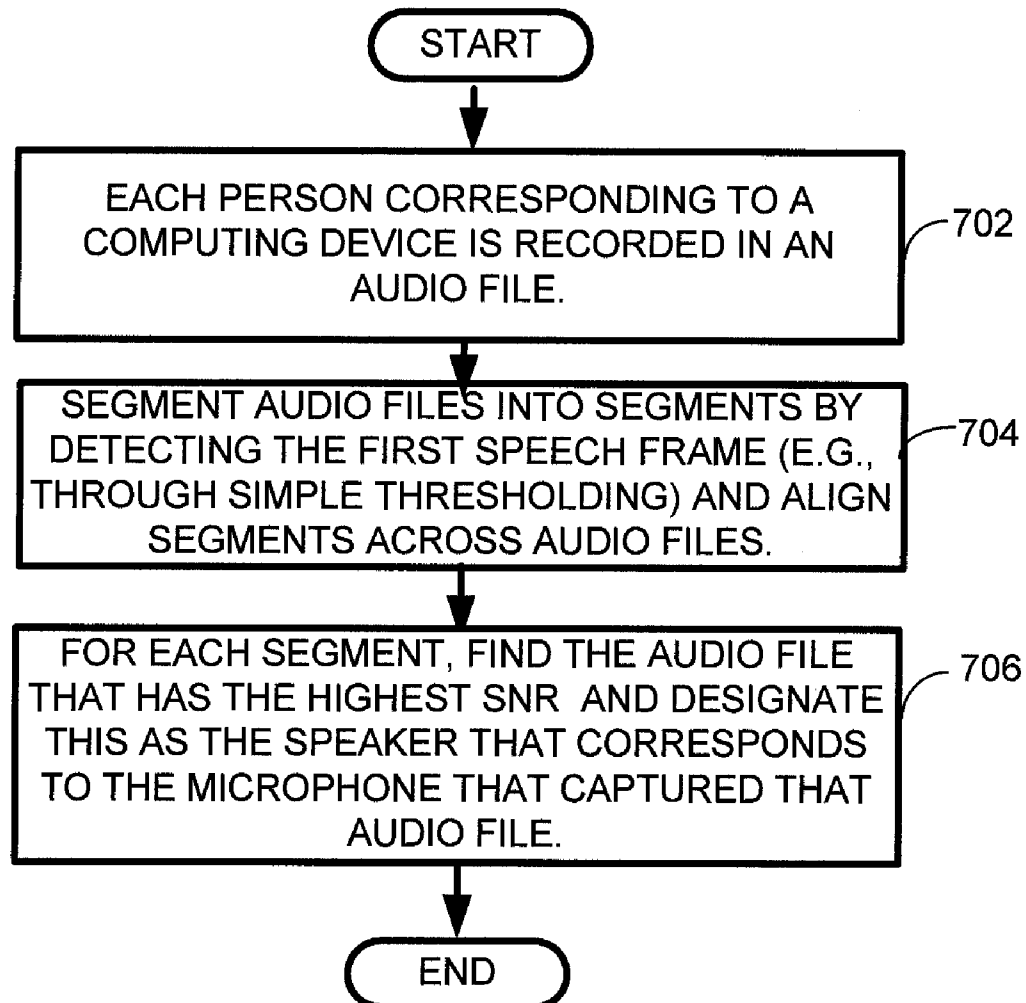 START
EACH PERSON CORRESPONDING TO A
COMPUTING DEVICE IS RECORDED IN AN
AUDIO FILE.
702
SEGMENT AUDIO FILES INTO SEGMENTS BY
DETECTING THE FIRST SPEECH FRAME (E.G.,
THROUGH SIMPLE THRESHOLDING) AND ALIGN
SEGMENTS ACROSS AUDIO FILES.
704
FOR EACH SEGMENT, FIND THE AUDIO FILE
THAT HAS THE HIGHEST SNR AND DESIGNATE
THIS AS THE SPEAKER THAT CORRESPONDS
TO THE MICROPHONE THAT CAPTURED THAT
AUDIO FILE.
706
END